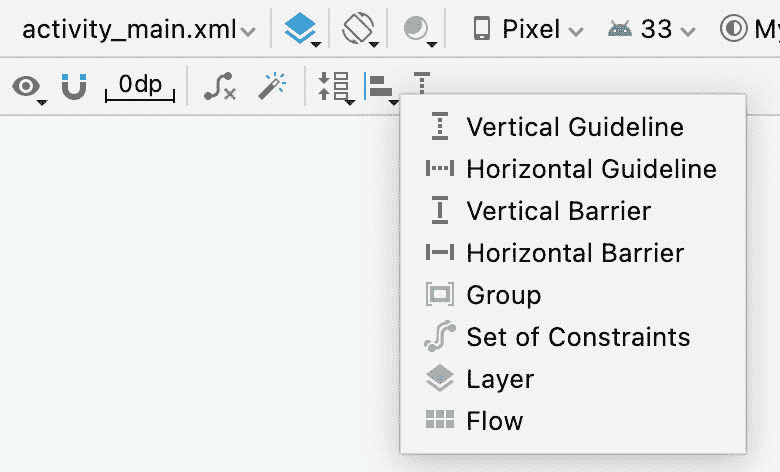 activity_main.xml Pixel 33 My
0dp
Vertical Guideline
Horizontal Guideline
Vertical Barrier
Horizontal Barrier
Group
Set of Constraints
Layer
Flow